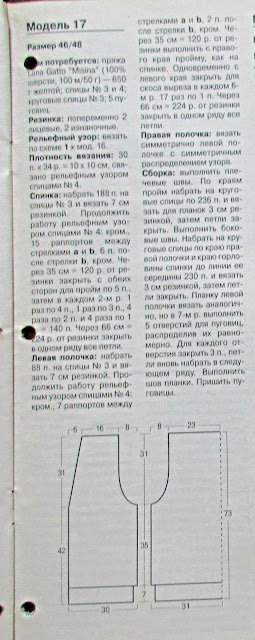 Модель 17
Размер 46/48
потребуется: пряжа
Lana Gatto "Misina" (100%
шерсти; 100 м/50 г) – 650
г желтой; спицы № 3 и 4;
круговые спицы № 3; 5 пу-
говиц.
Резинка: попеременно 2
лицевые, 2 изнаночные.
Рельефный узор: вязать
по схеме 1 к мод. 16.
Плотность вязания: 30
п. x 34 р. = 10 x 10 см, свя-
зано рельефным узором
спицами № 4.
Спинка: набрать 188 п. на
спицы № 3 и вязать 7 см
резинкой. Продолжить
работу рельефным узо-
ром спицами № 4: кром.,
15 раппортов между
стрелками a и b, 6 п. по-
сле стрелки b, кром. Че-
рез 35 см = 120 р. от ре-
зинки закрыть с обеих
сторон для пройм по 5 п.,
затем в каждом 2-м р. 1
раз по 4 п., 1 раз по 3 п., 4
раза по 2 п. и 4 раза по 1
= 140 п. Через 66 см =
224 р. от резинки закрыть
в одном ряду все петли.
Левая полочка: набрать
88 п. на спицы № 3 и вя-
зать 7 см резинкой. Про-
должить работу рельеф-
ным узором спицами № 4:
кром., 7 раппортов между
стрелками a и b, 2 п. по-
сле стрелки b, кром. Че-
рез 35 см = 120 р. от ре-
зинки выполнить с право-
го края пройму, как на
спинке. Одновременно с
левого края закрыть для
скоса выреза в каждом 6-
м р. 17 раз по 1 п. Через
66 см = 224 р. от резинки
закрыть в одном ряду все
петли.
Правая полочка: вязать
симметрично левой по-
лочке с симметричным
распределением узора.
Сборка: выполнить пле-
чевые швы. По краям
пройм набрать на круго-
вые спицы по 236 п. и вя-
зать для планок 3 см ре-
зинкой, затем петли за-
крыть. Выполнить боко-
вые швы. Набрать на кру-
говые спицы по краю пра-
вой полочки и краю горло-
вины спинки до линии ее
середины 230 п. и вязать
3 см резинкой, затем пет-
ли закрыть. Планку левой
полочки вязать аналогич-
но, но в 7-м р. выполнить
5 отверстий для пуговиц,
распределив их равно-
мерно. Для каждого от-
верстия закрыть 3 п., пет-
ли вновь набрать в следу-
ющем ряду. Выполнить
шов планки. Пришить пу-
говицы.
6 16 8 8 23
31 31
42 35 73
7
30 31